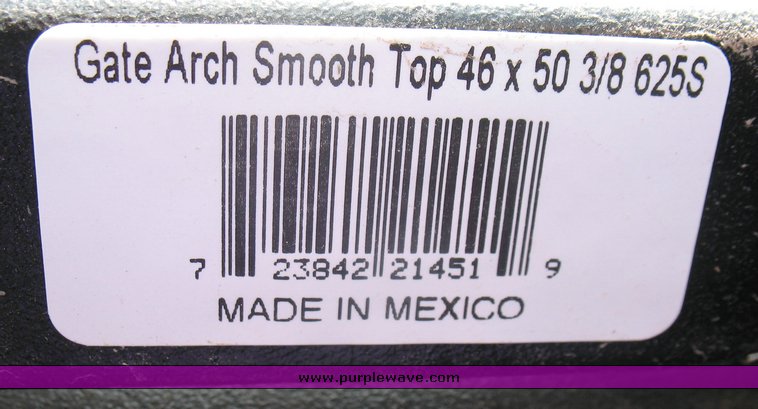 Gate Arch Smooth Top 46 x 50 3/8 625S
7 23842 21451 9
MADE IN MEXICO
www.purplewave.com